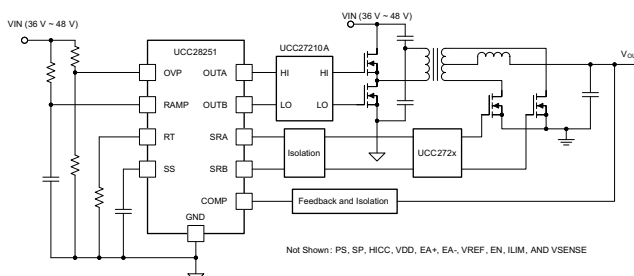 VIN (36 V ~ 48 V)
VIN (36 V ~ 48 V)
UCC28251
UCC27210A
OVP
OUTA
HI
HI
RAMP
OUTB
LO
LO
RT
SRA
SS
SRB
Isolation
UCC272x
COMP
Feedback and Isolation
GND
Not Shown: PS, SP, HICC, VDD, EA+, EA-, VREF, EN, ILIM, AND VSENSE